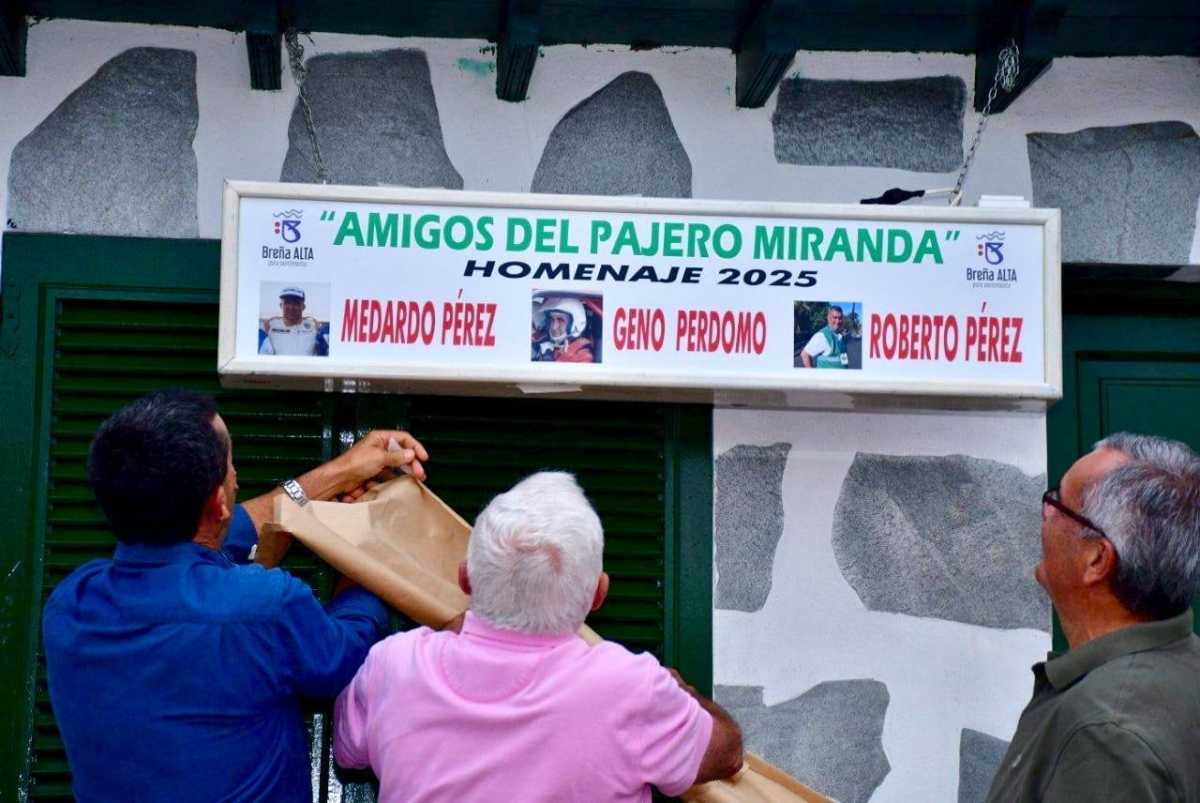 "AMIGOS DEL PAJERO MIRANDA"
HOMENAJE 2025
Breña ALTA
Breña ALTA
MEDARDO PÉREZ
GENO PERDOMO
ROBERTO PÉREZ